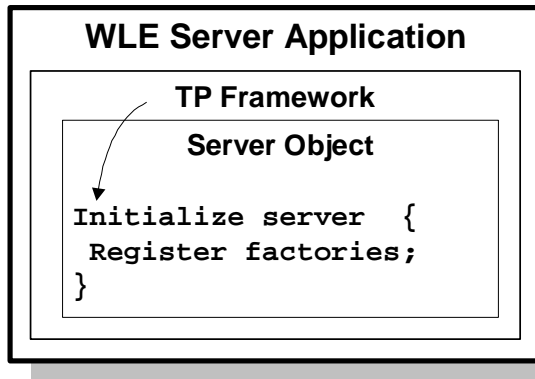 WLE Server Application
TP Framework
Server Object
Initialize server  {
 Register factories;
}